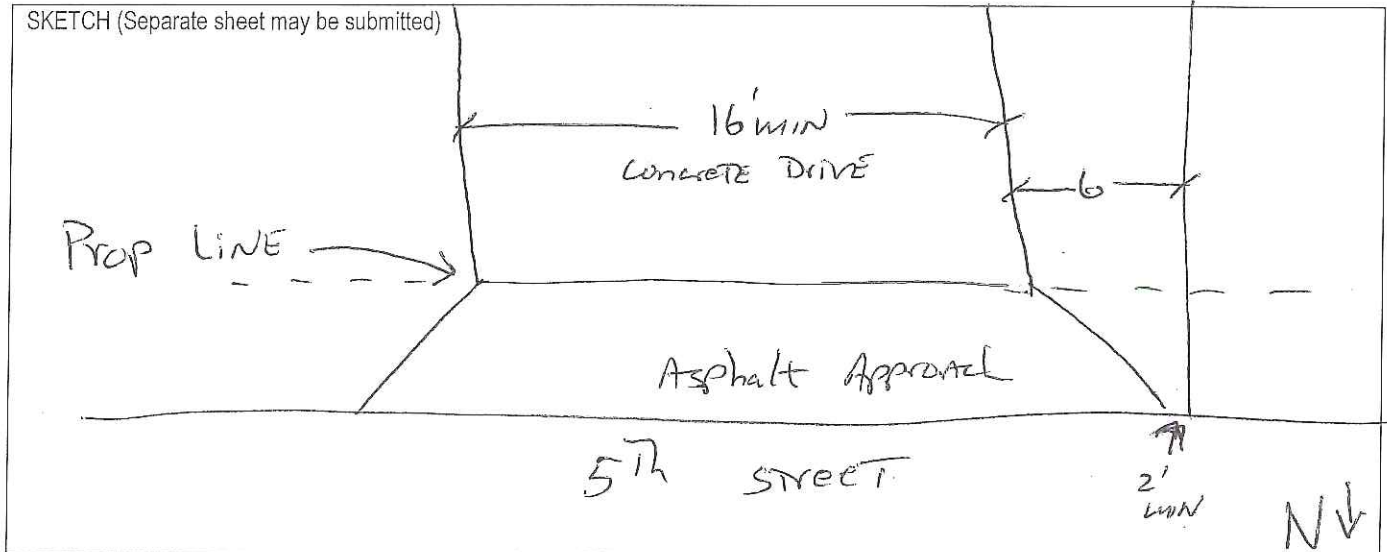 SKETCH (Separate sheet may be submitted)
16' MIN
CONCRETE DRIVE
6
Prop LINE
Asphalt Approach
5Th STREET
2'
MIN
N